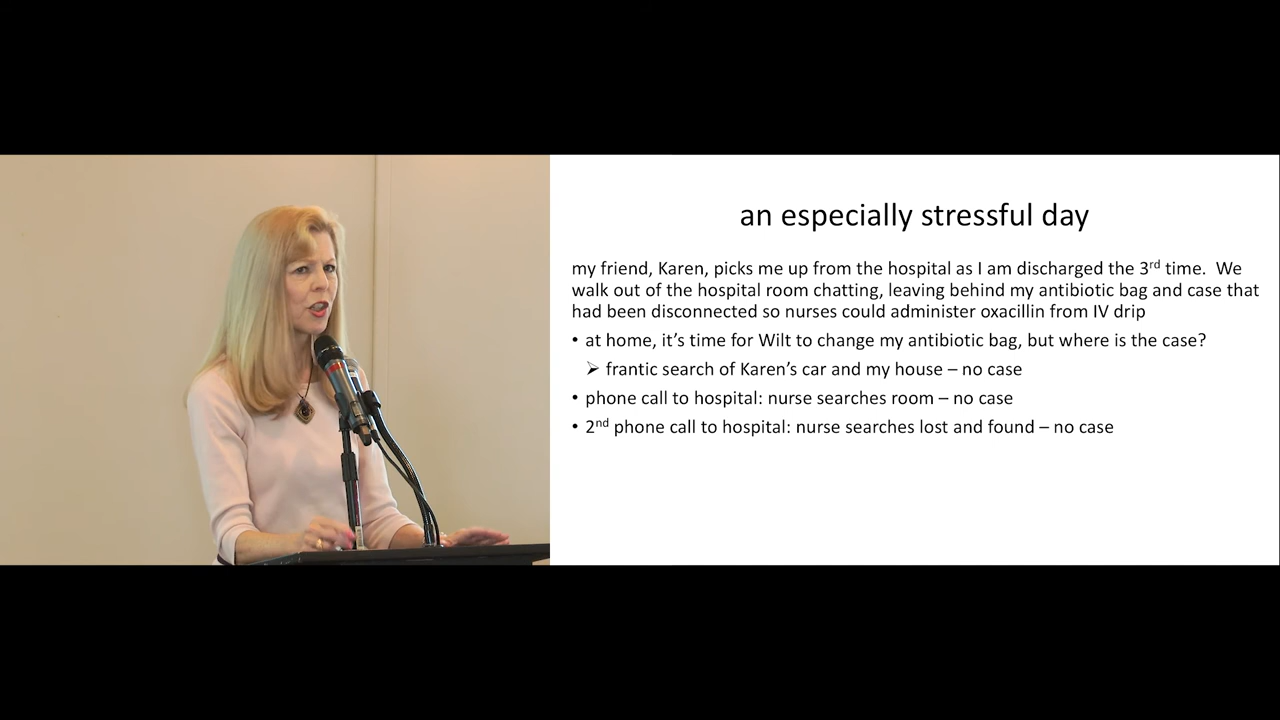 an especially stressful day
my friend, Karen, picks me up from the hospital as I am discharged the 3rd time.  We
walk out of the hospital room chatting, leaving behind my antibiotic bag and case that
had been disconnected so nurses could administer oxacillin from IV drip
• at home, it’s time for Wilt to change my antibiotic bag, but where is the case?
➢ frantic search of Karen’s car and my house – no case
• phone call to hospital: nurse searches room – no case
• 2nd phone call to hospital: nurse searches lost and found – no case